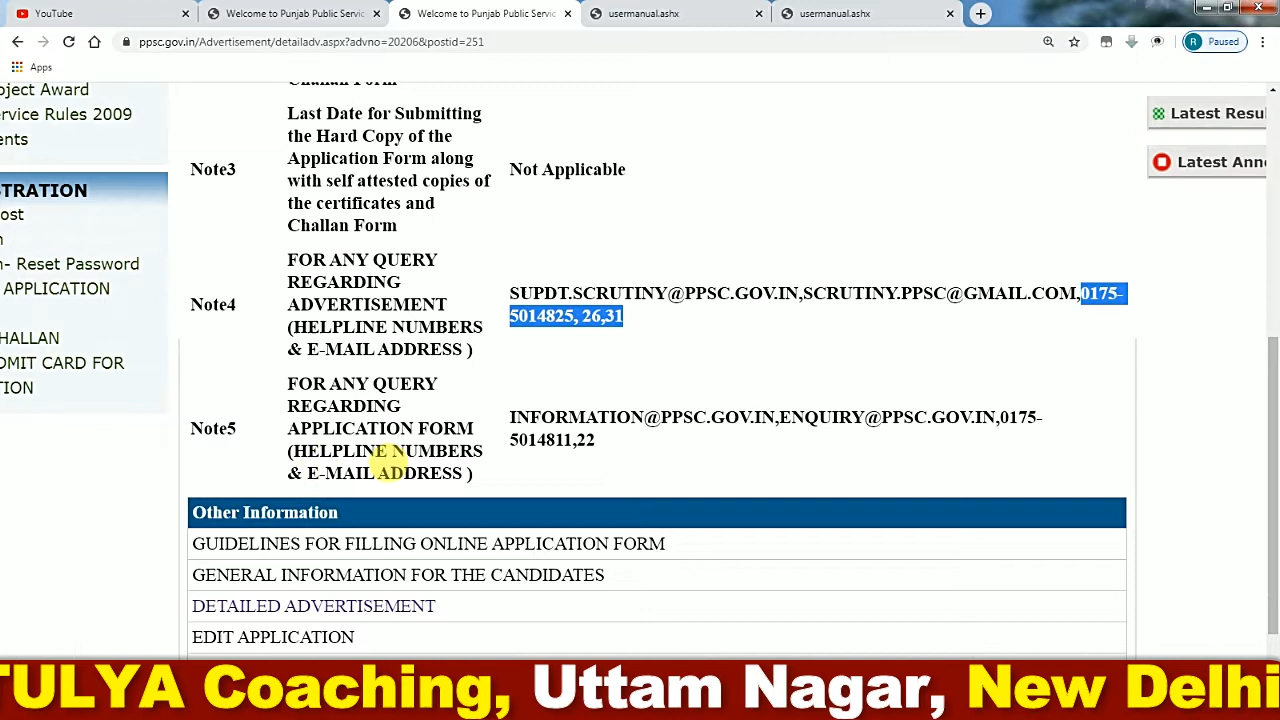 YouTube
Welcome to Punjab Public Servic
Welcome to Punjab Public Servic
usermanual.ashx
usermanual.ashx
ppsc.gov.in/Advertisement/detailadv.aspx?advno=20206&postid=251
R Paused
Apps
oject Award
ervice Rules 2009
ents
TRATION
ost
n
n- Reset Password
APPLICATION
HALLAN
DMIT CARD FOR
TION
Challan Form
Note3
Last Date for Submitting
the Hard Copy of the
Application Form along
with self attested copies of
the certificates and
Challan Form
Not Applicable
Note4
FOR ANY QUERY
REGARDING
ADVERTISEMENT
(HELPLINE NUMBERS
& E-MAIL ADDRESS )
SUPDT.SCRUTINY@PPSC.GOV.IN,SCRUTINY.PPSC@GMAIL.COM,0175-
5014825, 26,31
Note5
FOR ANY QUERY
REGARDING
APPLICATION FORM
(HELPLINE NUMBERS
& E-MAIL ADDRESS )
INFORMATION@PPSC.GOV.IN,ENQUIRY@PPSC.GOV.IN,0175-
5014811,22
Other Information
GUIDELINES FOR FILLING ONLINE APPLICATION FORM
GENERAL INFORMATION FOR THE CANDIDATES
DETAILED ADVERTISEMENT
EDIT APPLICATION
Latest Resu
Latest Ann
TULYA Coaching, Uttam Nagar, New Delhi